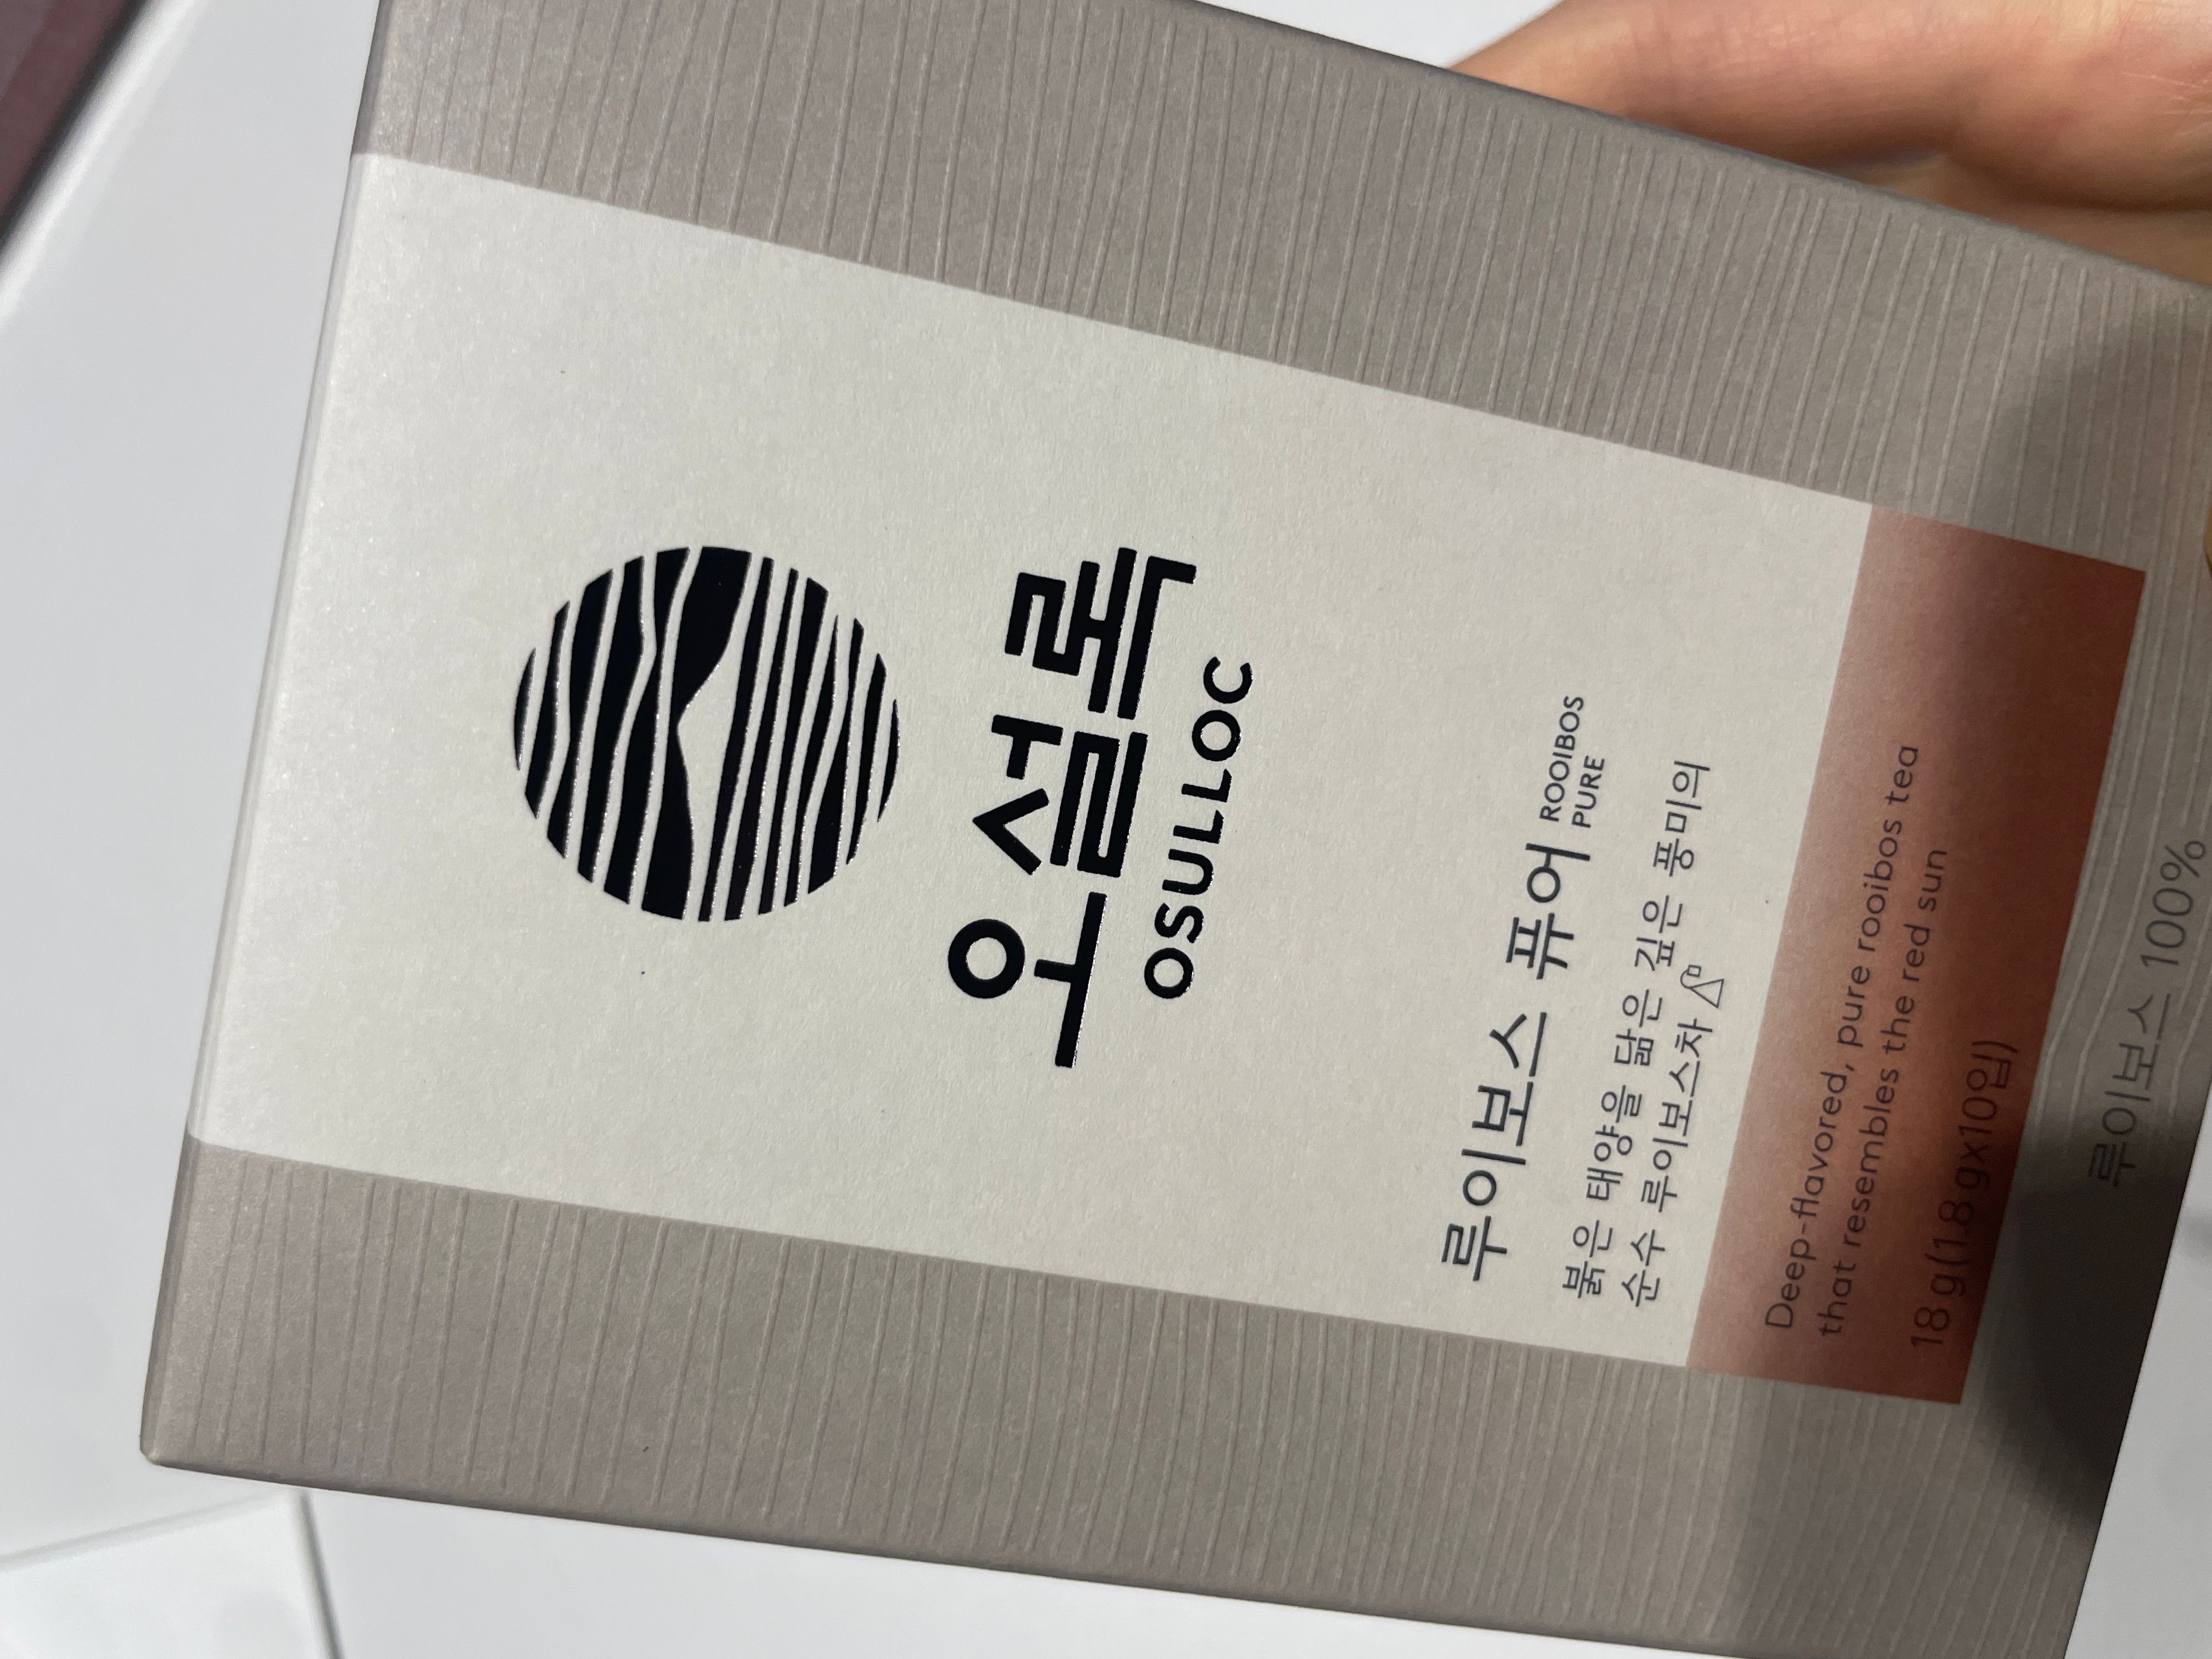 오설록
OSULLOC
루이보스 퓨어 ROOIBOS PURE
붉은 태양을 닮은 깊은 풍미의
순수 루이보스차
Deep-flavored, pure rooibos tea
that resembles the red sun
18 g(1.8 gx10입)
루이보스 100%